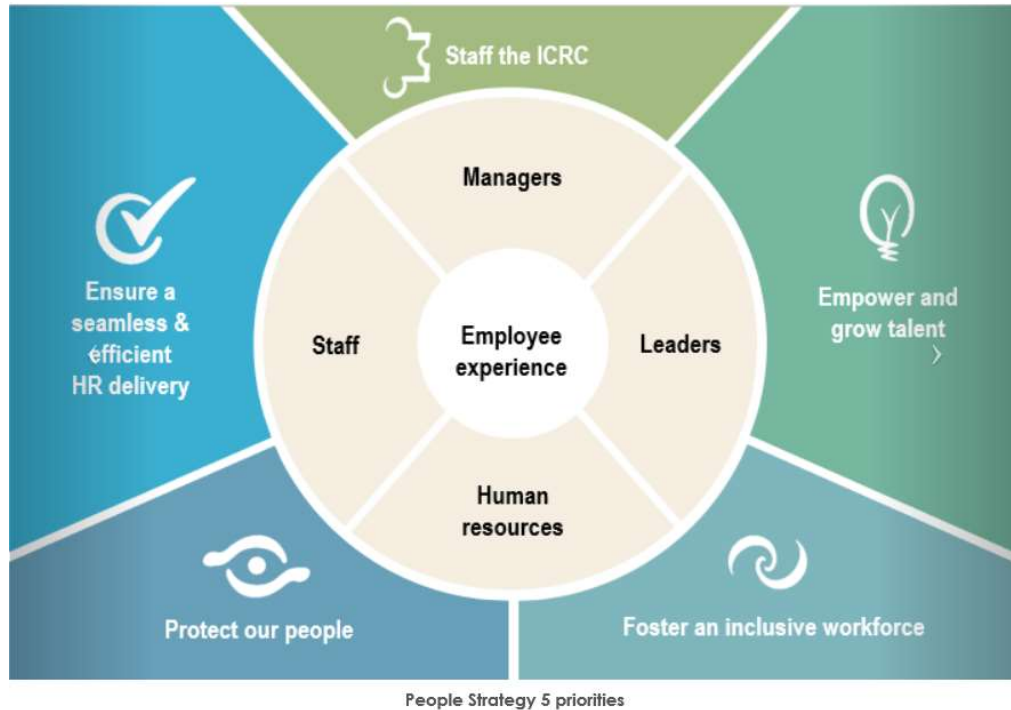 Staff the ICRC
Managers
Ensure a
seamless &
efficient
HR delivery
Empower and
grow talent
Staff
Employee
experience
Leaders
Human
resources
Protect our people
Foster an inclusive workforce
People Strategy 5 priorities